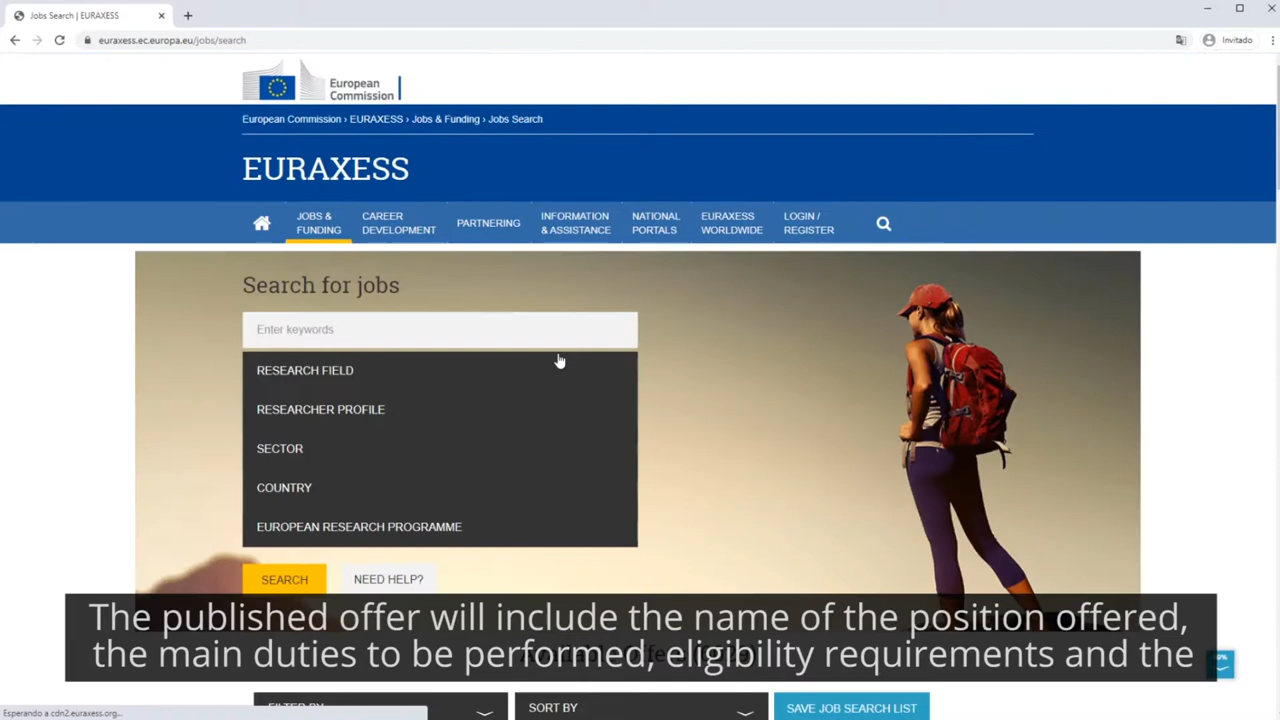 Jobs Search | EURAXESS
euraxess.ec.europa.eu/jobs/search
Invitado
European
Commission
European Commission › EURAXESS › Jobs & Funding › Jobs Search
EURAXESS
JOBS &
FUNDING
CAREER
DEVELOPMENT
PARTNERING
INFORMATION
& ASSISTANCE
NATIONAL
PORTALS
EURAXESS
WORLDWIDE
LOGIN /
REGISTER
Search for jobs
Enter keywords
RESEARCH FIELD
RESEARCHER PROFILE
SECTOR
COUNTRY
EUROPEAN RESEARCH PROGRAMME
SEARCH
NEED HELP?
The published offer will include the name of the position offered,
the main duties to be performed, eligibility requirements and the
FILTER BY
SORT BY
SAVE JOB SEARCH LIST
Esperando a cdn2.euraxess.org...